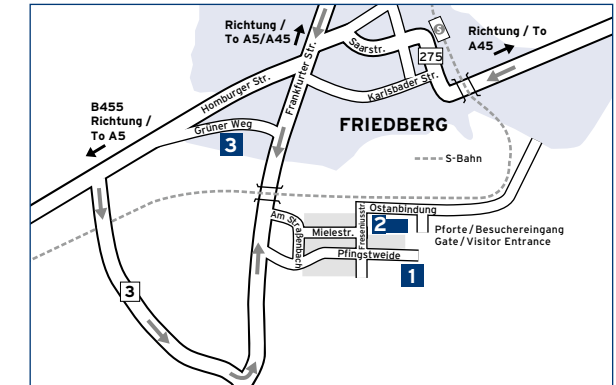 Richtung /
To A5/A45
S
Richtung / To
A45
Saarstr.
275
Frankfurter Str.
Homburger Str.
Karlsbader Str.
B455
Richtung /
To A5
Grüner Weg
3
FRIEDBERG
S-Bahn
Am Straßenbach
Ostanbindung
Freseniusstr.
2
Mielestr.
Pforte/Besuchereingang
Gate/Visitor Entrance
Pfingstweide
1
3